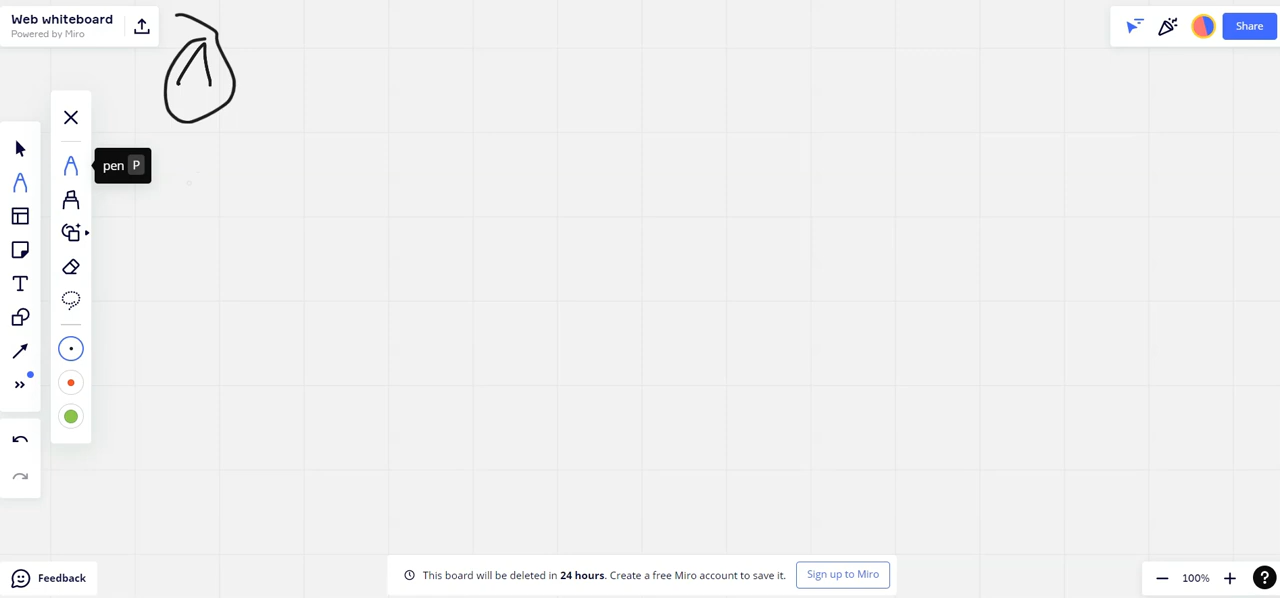 Web whiteboard
Powered by Miro
Share
pen P
This board will be deleted in 24 hours. Create a free Miro account to save it.
Sign up to Miro
Feedback
100%